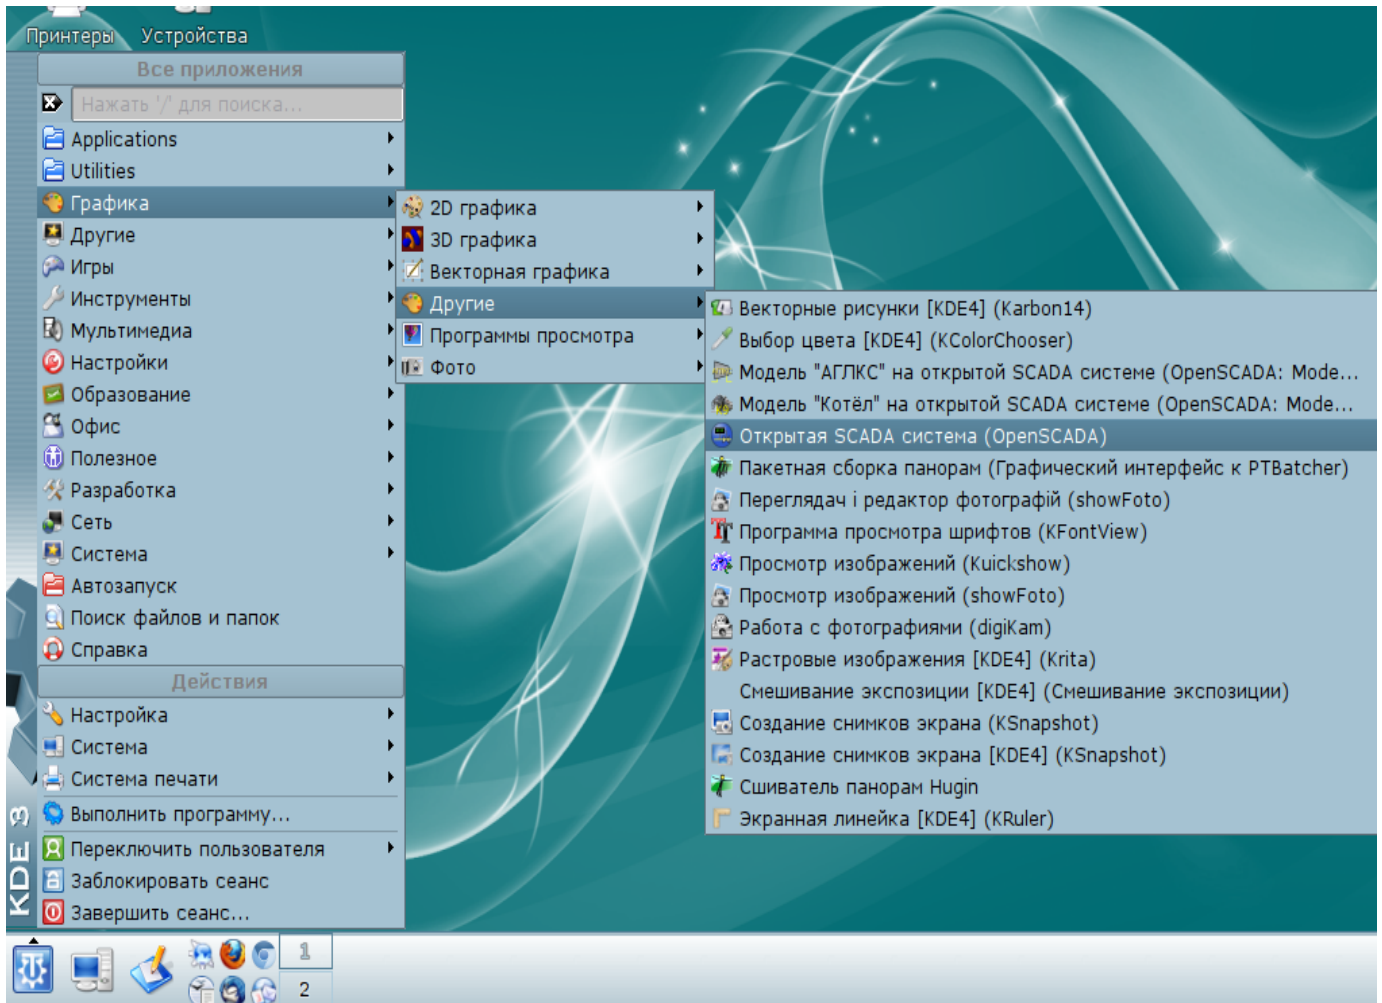 Принтеры
Устройства
Все приложения
Нажать '/' для поиска...
Applications
Utilities
Графика
Другие
Игры
Инструменты
Мультимедиа
Настройки
Образование
Офис
Полезное
Разработка
Сеть
Система
Автозапуск
Поиск файлов и папок
Справка
Действия
Настройка
Система
Система печати
Выполнить программу...
Переключить пользователя
Заблокировать сеанс
Завершить сеанс...
KDE 3
2D графика
3D графика
Векторная графика
Другие
Программы просмотра
Фото
Векторные рисунки [KDE4] (Karbon14)
Выбор цвета [KDE4] (KColorChooser)
Модель "АГЛКС" на открытой SCADA системе (OpenSCADA: Mode...
Модель "Котёл" на открытой SCADA системе (OpenSCADA: Mode...
Открытая SCADA система (OpenSCADA)
Пакетная сборка панорам (Графический интерфейс к PTBatcher)
Переглядач і редактор фотографій (showFoto)
Программа просмотра шрифтов (KFontView)
Просмотр изображений (Kuickshow)
Просмотр изображений (showFoto)
Работа с фотографиями (digiKam)
Растровые изображения [KDE4] (Krita)
Смешивание экспозиции [KDE4] (Смешивание экспозиции)
Создание снимков экрана (KSnapshot)
Создание снимков экрана [KDE4] (KSnapshot)
Сшиватель панорам Hugin
Экранная линейка [KDE4] (KRuler)
1
2